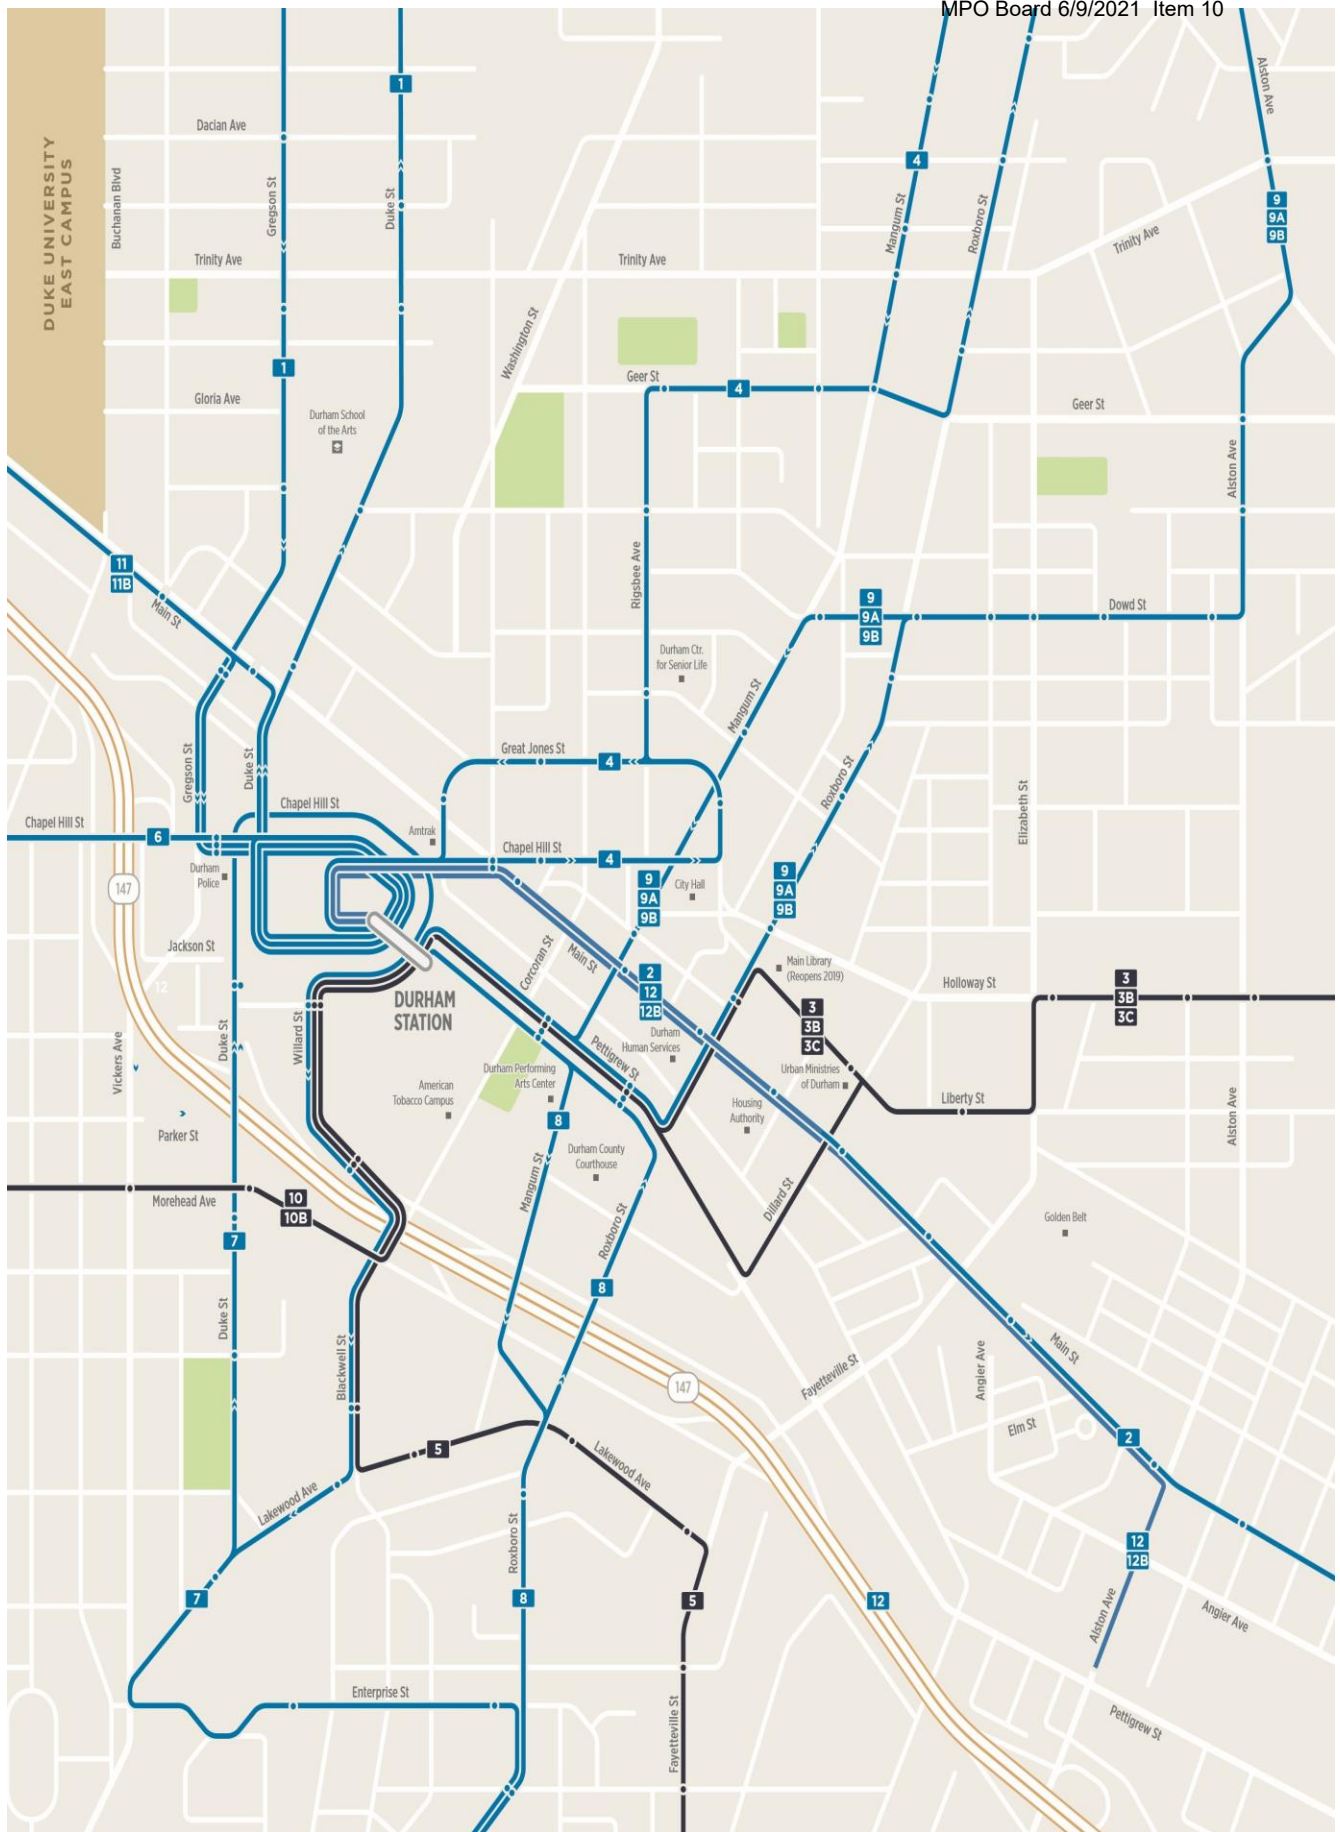 MPO Board 6/9/2021 Item 10
DUKE UNIVERSITY
EAST CAMPUS
1
Alston Ave
Dacian Ave
Buchanan Blvd
Gregson St
Duke St
4
Mangum St
Roxboro St
9
9A
9B
Trinity Ave
Trinity Ave
Trinity Ave
Washington St
1
Geer St
4
Gloria Ave
Durham School
of the Arts
Geer St
Alston Ave
11
11B
Main St
Rigsbee Ave
9
9A
9B
Dowd St
Durham Ctr.
for Senior Life
Mangum St
Gregson St
Duke St
Great Jones St
4
Roxboro St
Elizabeth St
Chapel Hill St
Chapel Hill St
6
Amtrak
Chapel Hill St
4
Durham
Police
147
9
9A
9B
City Hall
9
9A
9B
Jackson St
Corcoran St
Main St
Main Library
(Reopens 2019)
Holloway St
3
3B
3C
12
DURHAM
STATION
2
12
12B
3
3B
3C
Vickers Ave
Duke St
Willard St
Durham
Human Services
Pettigrew St
Durham Performing
Arts Center
Urban Ministries
of Durham
American
Tobacco Campus
Liberty St
Alston Ave
Parker St
8
Housing
Authority
Durham County
Courthouse
Mangum St
Morehead Ave
10
10B
Dillard St
Golden Belt
7
Roxboro St
8
Duke St
Blackwell St
147
Fayetteville St
Angier Ave
Main St
Elm St
2
5
Lakewood Ave
Lakewood Ave
Roxboro St
12
12B
7
8
5
12
Alston Ave
Angier Ave
Enterprise St
Fayetteville St
Pettigrew St